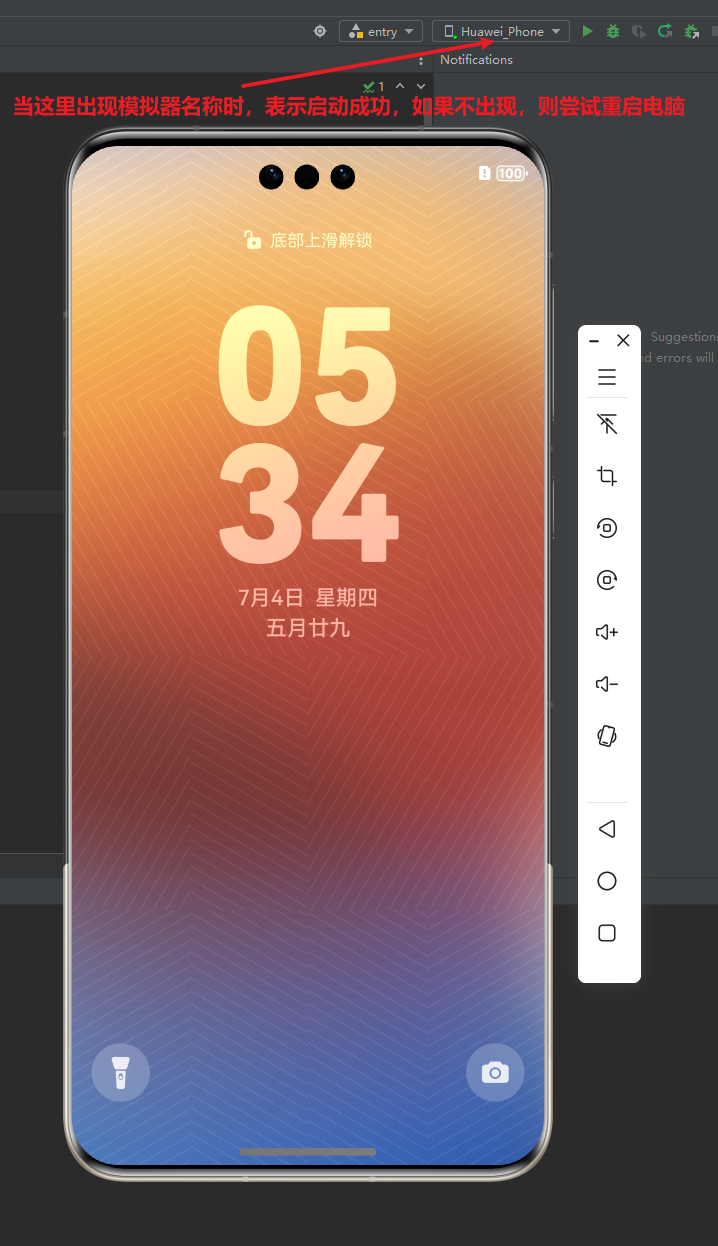 entry
Huawei_Phone
Notifications
1
当这里出现模拟器名称时，表示启动成功，如果不出现，则尝试重启电脑
100
底部上滑解锁
05
34
7月4日 星期四
五月廿九
Suggestions
nd errors will